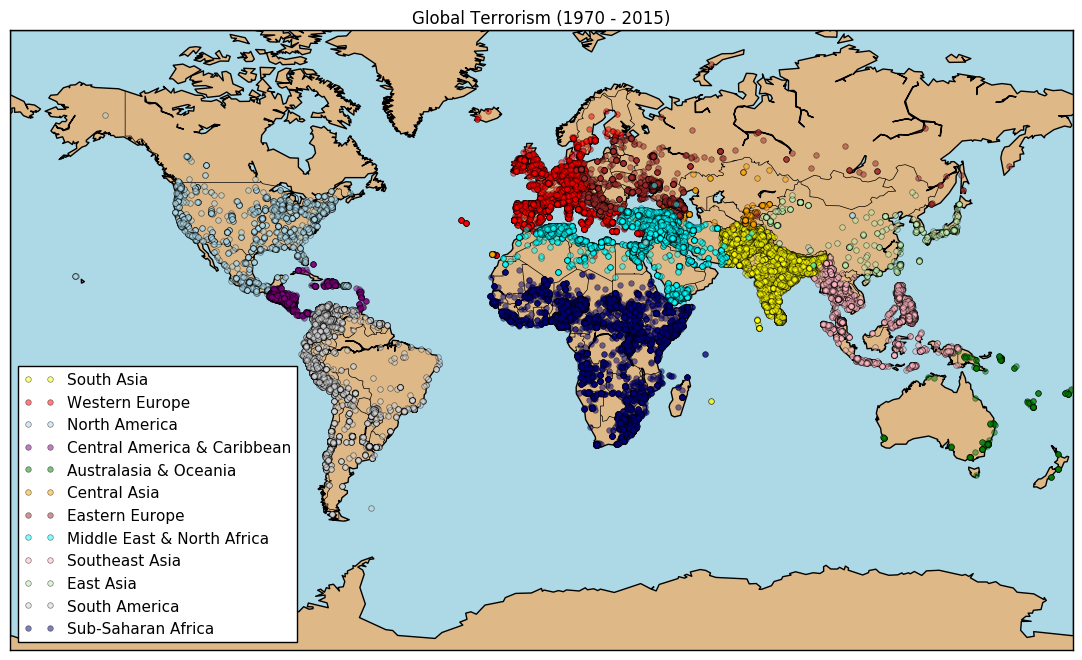 Global Terrorism (1970 - 2015)
South Asia
Western Europe
North America
Central America & Caribbean
Australasia & Oceania
Central Asia
Eastern Europe
Middle East & North Africa
Southeast Asia
East Asia
South America
Sub-Saharan Africa